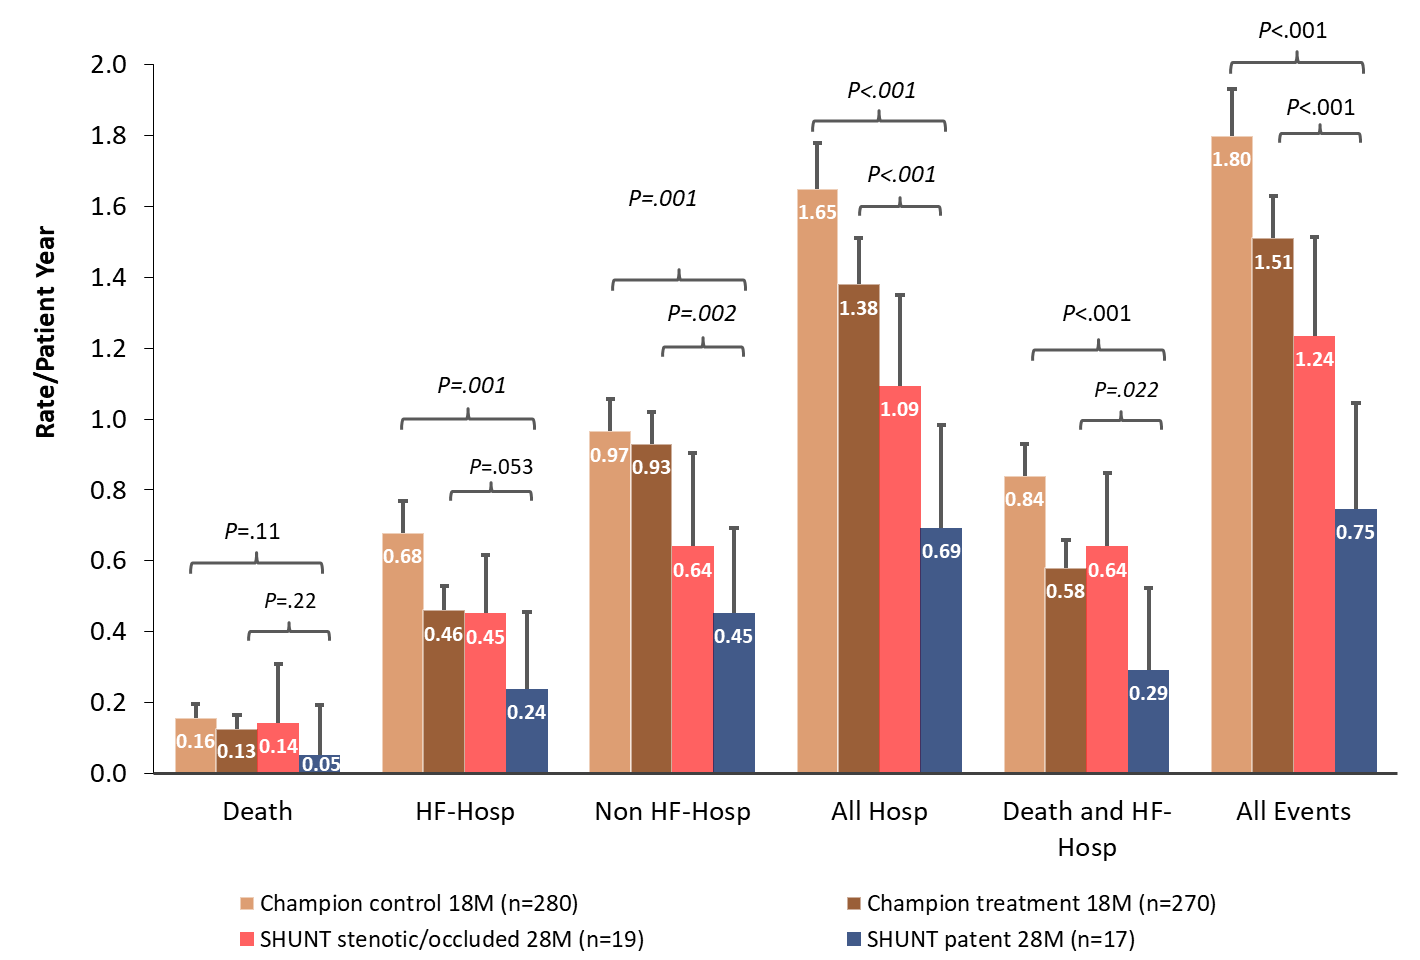 P<.001
2.0
P<.001
P<.001
1.8
1.80
P<.001
1.6
1.65
P=.001
1.51
1.4
1.38
P=.002
P<.001
1.2
1.24
1.09
P=.001
P=.022
1.0
0.97
0.93
P=.053
0.8
0.84
0.75
P=.11
0.6
0.68
0.64
0.69
0.58
0.64
P=.22
0.4
0.46
0.45
0.45
0.2
0.24
0.29
0.16
0.13
0.14
0.05
0.0
Rate/Patient Year
Death
HF-Hosp
Non HF-Hosp
All Hosp
Death and HF-
Hosp
All Events
Champion control 18M (n=280)
Champion treatment 18M (n=270)
SHUNT stenotic/occluded 28M (n=19)
SHUNT patent 28M (n=17)